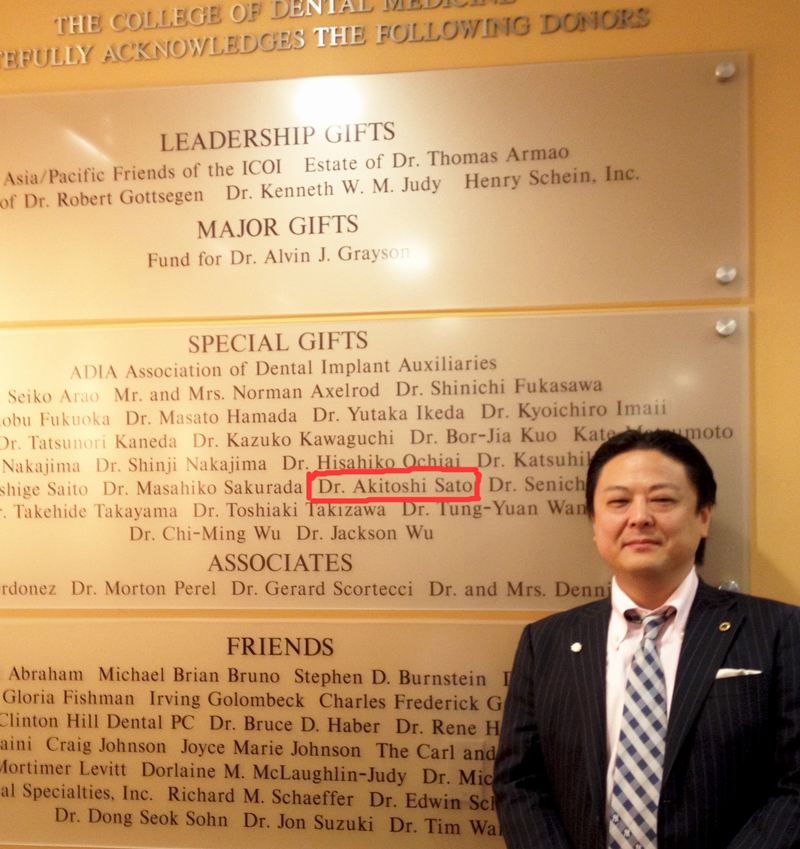 THE COLLEGE OF DENTAL MEDICINE
ACKNOWLEDGES THE FOLLOWING DONORS
LEADERSHIP GIFTS
Asia/Pacific Friends of the ICOI Estate of Dr. Thomas Armao
of Dr. Robert Gottsegen Dr. Kenneth W. M. Judy Henry Schein, Inc.
MAJOR GIFTS
Fund for Dr. Alvin J. Grayson
SPECIAL GIFTS
ADIA Association of Dental Implant Auxiliaries
Seiko Arao Mr. and Mrs. Norman Axelrod Dr. Shinichi Fukasawa
Fukuoka Dr. Masato Hamada Dr. Yutaka Ikeda Dr. Kyoichiro Imaii
Dr. Tatsunori Kaneda Dr. Kazuko Kawaguchi Dr. Bor-Jia Kuo
Nakajima Dr. Shinji Nakajima Dr. Hisahiko Ochiai Dr.
Saito Dr. Masahiko Sakurada Dr. Akitoshi Sato Dr.
Takehide Takayama Dr. Toshiaki Takizawa Dr. Tung-Yuan
Dr. Chi-Ming Wu Dr. Jackson Wu
ASSOCIATES
Dr. Morton Perel Dr. Gerard Scortecci Dr. and Mrs.
FRIENDS
Abraham Michael Brian Bruno Stephen D. Burnstein
Gloria Fishman Irving Golombeck Charles Frederick
Clinton Hill Dental PC Dr. Bruce D. Haber Dr. Rene
Craig Johnson Joyce Marie Johnson The Carl and
Mortimer Levitt Dorlaine M. McLaughlin-Judy Dr.
Specialties, Inc. Richard M. Schaeffer Dr. Edwin
Dr. Dong Seok Sohn Dr. Jon Suzuki Dr. Tim